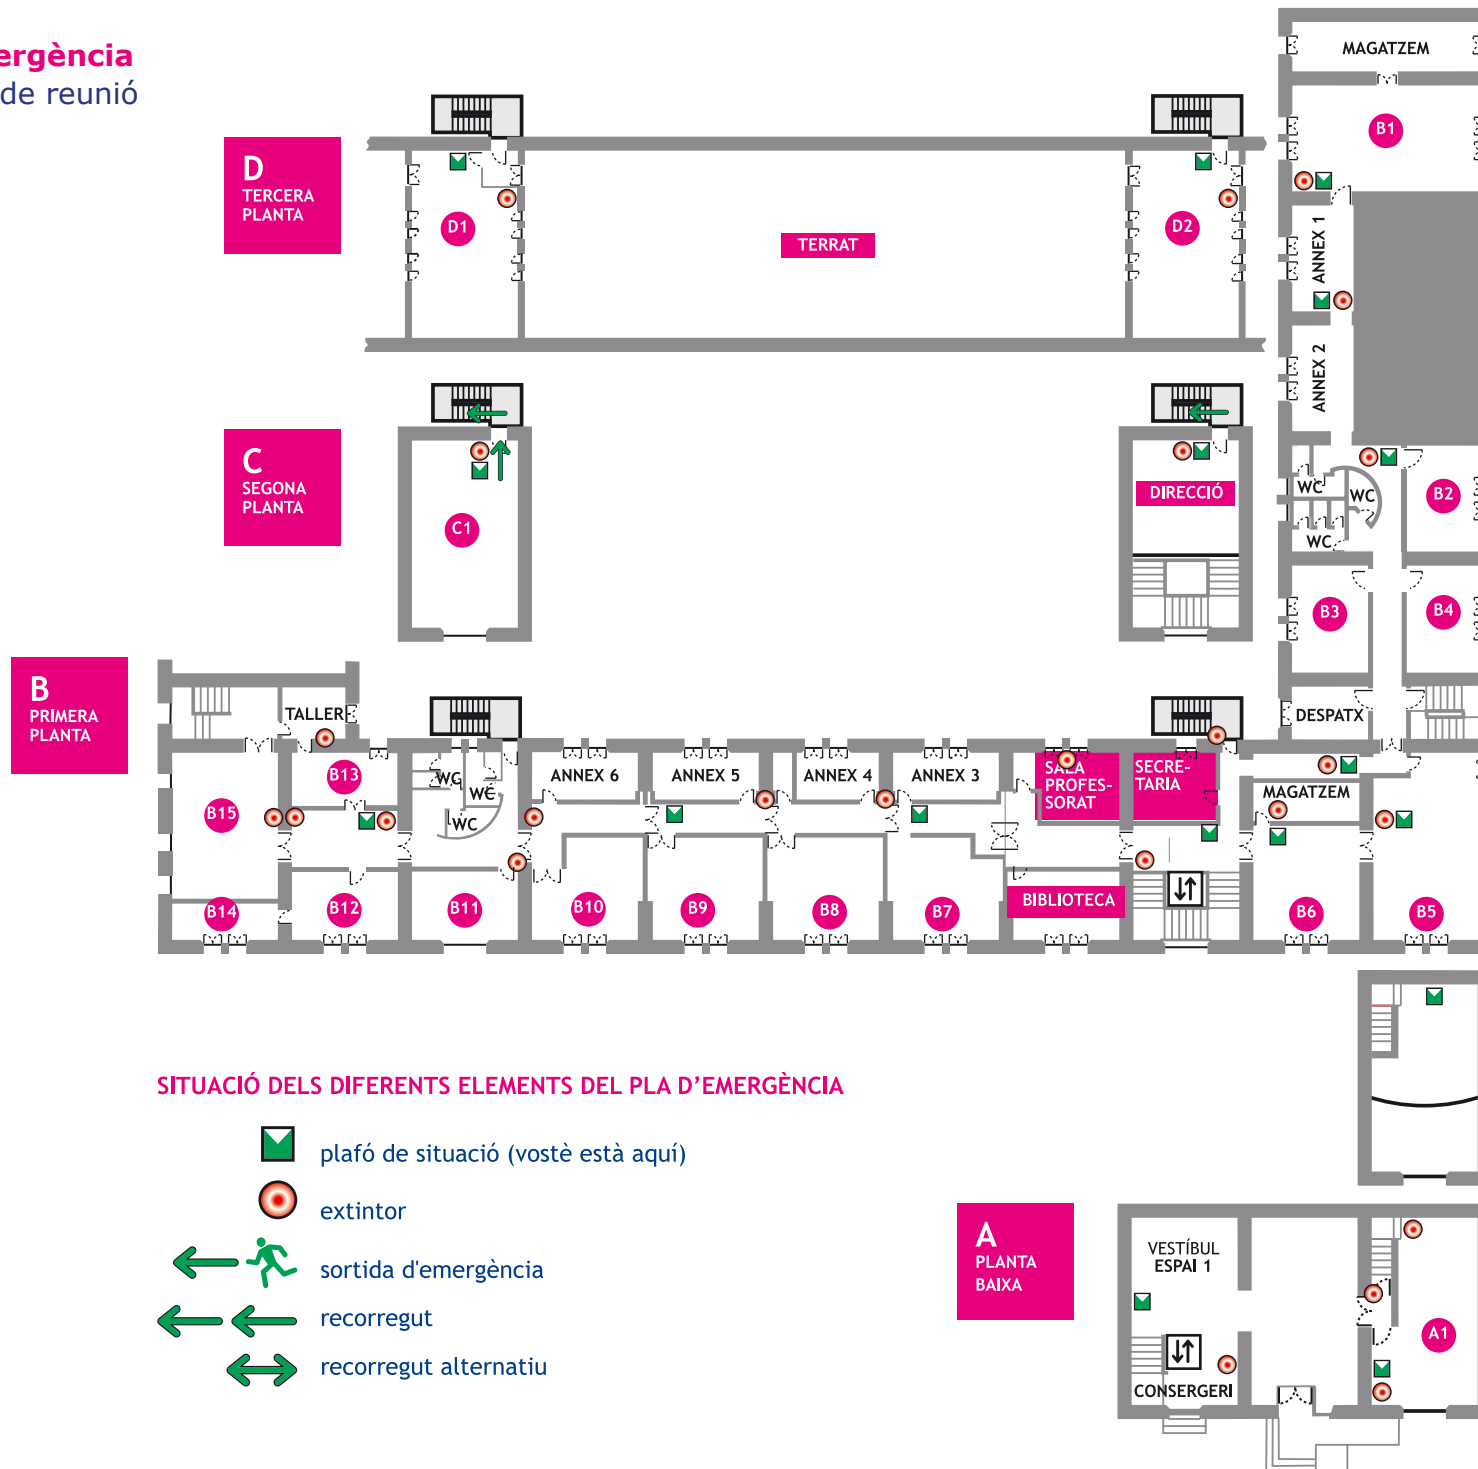 ergència
de reunió
MAGATZEM
B1
D
TERCERA
PLANTA
D1
TERRAT
D2
ANNEX 1
ANNEX 2
C
SEGONA
PLANTA
C1
DIRECCIÓ
WC
WC
WC
B2
B3
B4
B
PRIMERA
PLANTA
TALLER
DESPATX
B13
WC
WC
WC
ANNEX 6
ANNEX 5
ANNEX 4
ANNEX 3
SALA
PROFES-
SORAT
SECRE-
TARIA
MAGATZEM
B15
B14
B12
B11
B10
B9
B8
B7
BIBLIOTECA
B6
B5
SITUACIÓ DELS DIFERENTS ELEMENTS DEL PLA D’EMERGÈNCIA
plafó de situació (vostè està aquí)
extintor
sortida d'emergència
recorregut
recorregut alternatiu
A
PLANTA
BAIXA
VESTÍBUL
ESPAI 1
CONSERGERI
A1